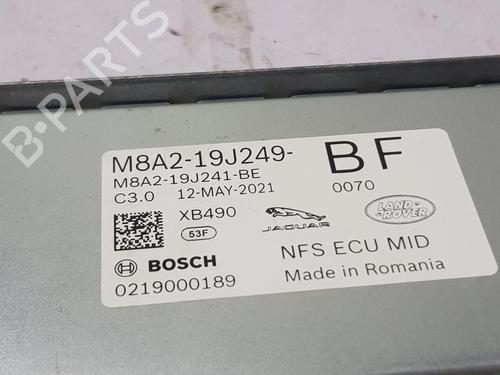 B-PARTS
M8A2-19J249- BF
M8A2-19J241-BE
C3.0 12-MAY-2021 0070
XB490
53F
JAGUAR
LAND ROVER
BOSCH NFS ECU MID
0219000189 Made in Romania